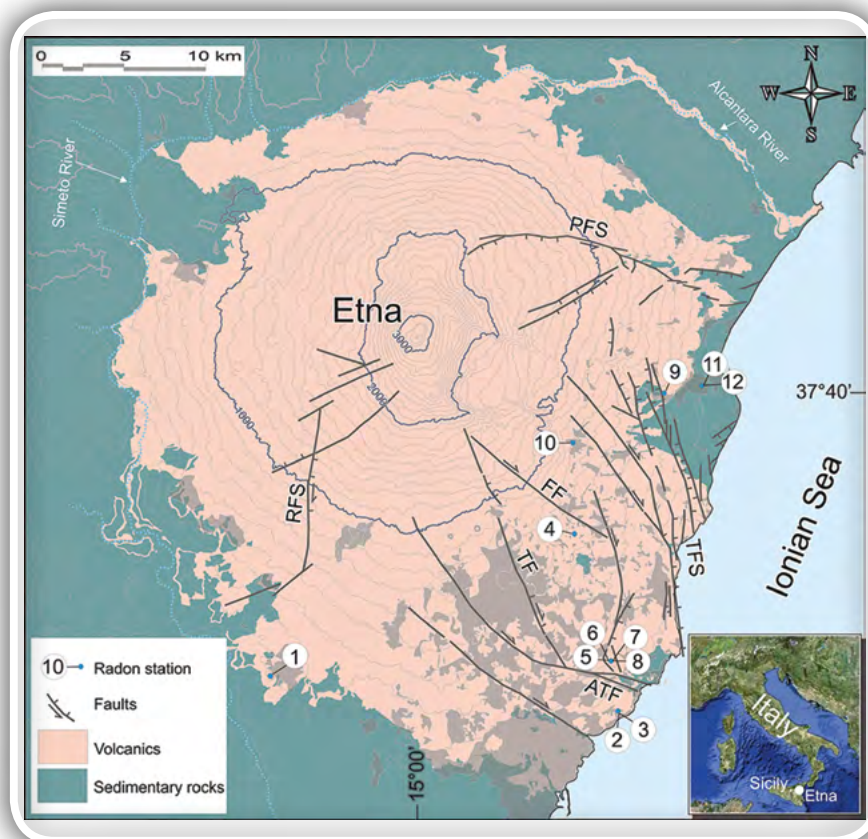 0 5 10 km
N
W E
S
Alcantara River
Simeto River
PFS
Etna
3000
2000
1000
9
11
12
37°40'
10
RFS
FF
4
TF
TFS
Ionian Sea
6
7
5
8
1
ATF
2
3
10 Radon station
Faults
Volcanics
Sedimentary rocks
15°00'
Italy
Sicily
Etna